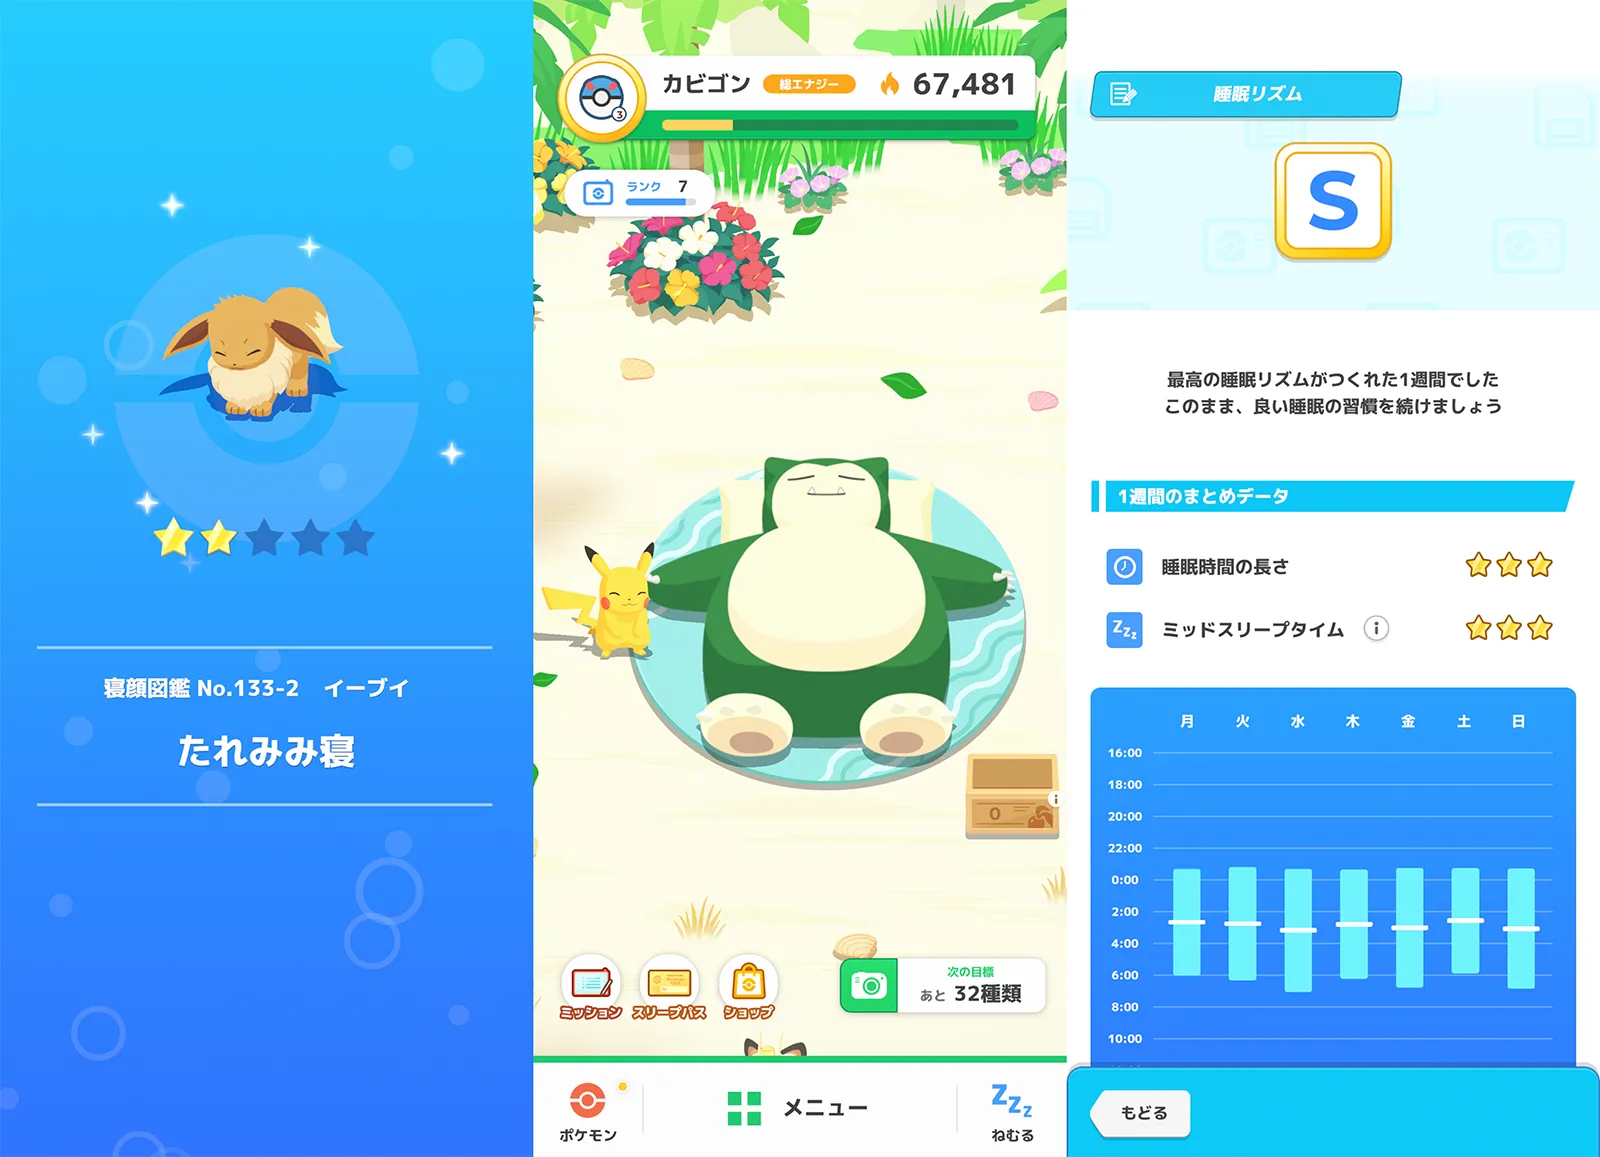 寝顔図鑑 No.133-2 イーブイ
たれみみ寝
カビゴン 総エナジー 67,481
3
ランク 7
0
i
ミッション スリープパス ショップ
次の目標
あと 32種類
ポケモン
メニュー
Zzz
ねむる
睡眠リズム
S
最高の睡眠リズムがつくれた1週間でした
このまま、良い睡眠の習慣を続けましょう
1週間のまとめデータ
睡眠時間の長さ
Zzz ミッドスリープタイム i
月 火 水 木 金 土 日
16:00
18:00
20:00
22:00
0:00
2:00
4:00
6:00
8:00
10:00
もどる